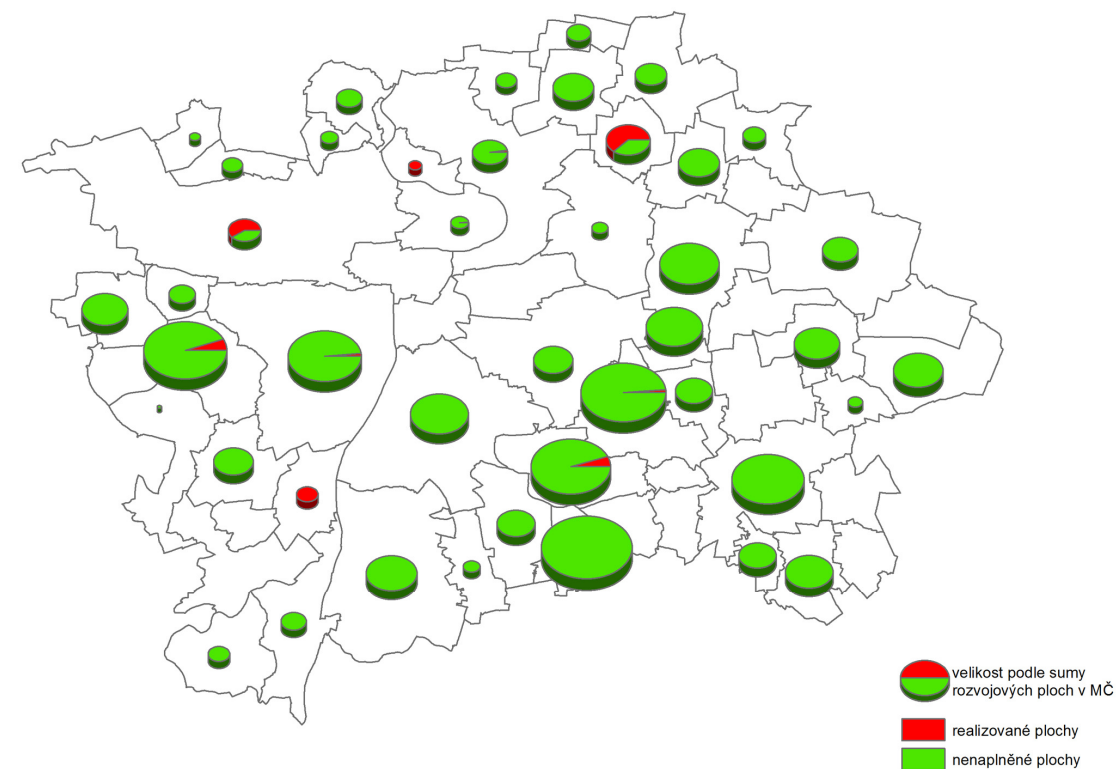 velikost podle sumy
rozvojových ploch v MČ
realizované plochy
nenaplněné plochy